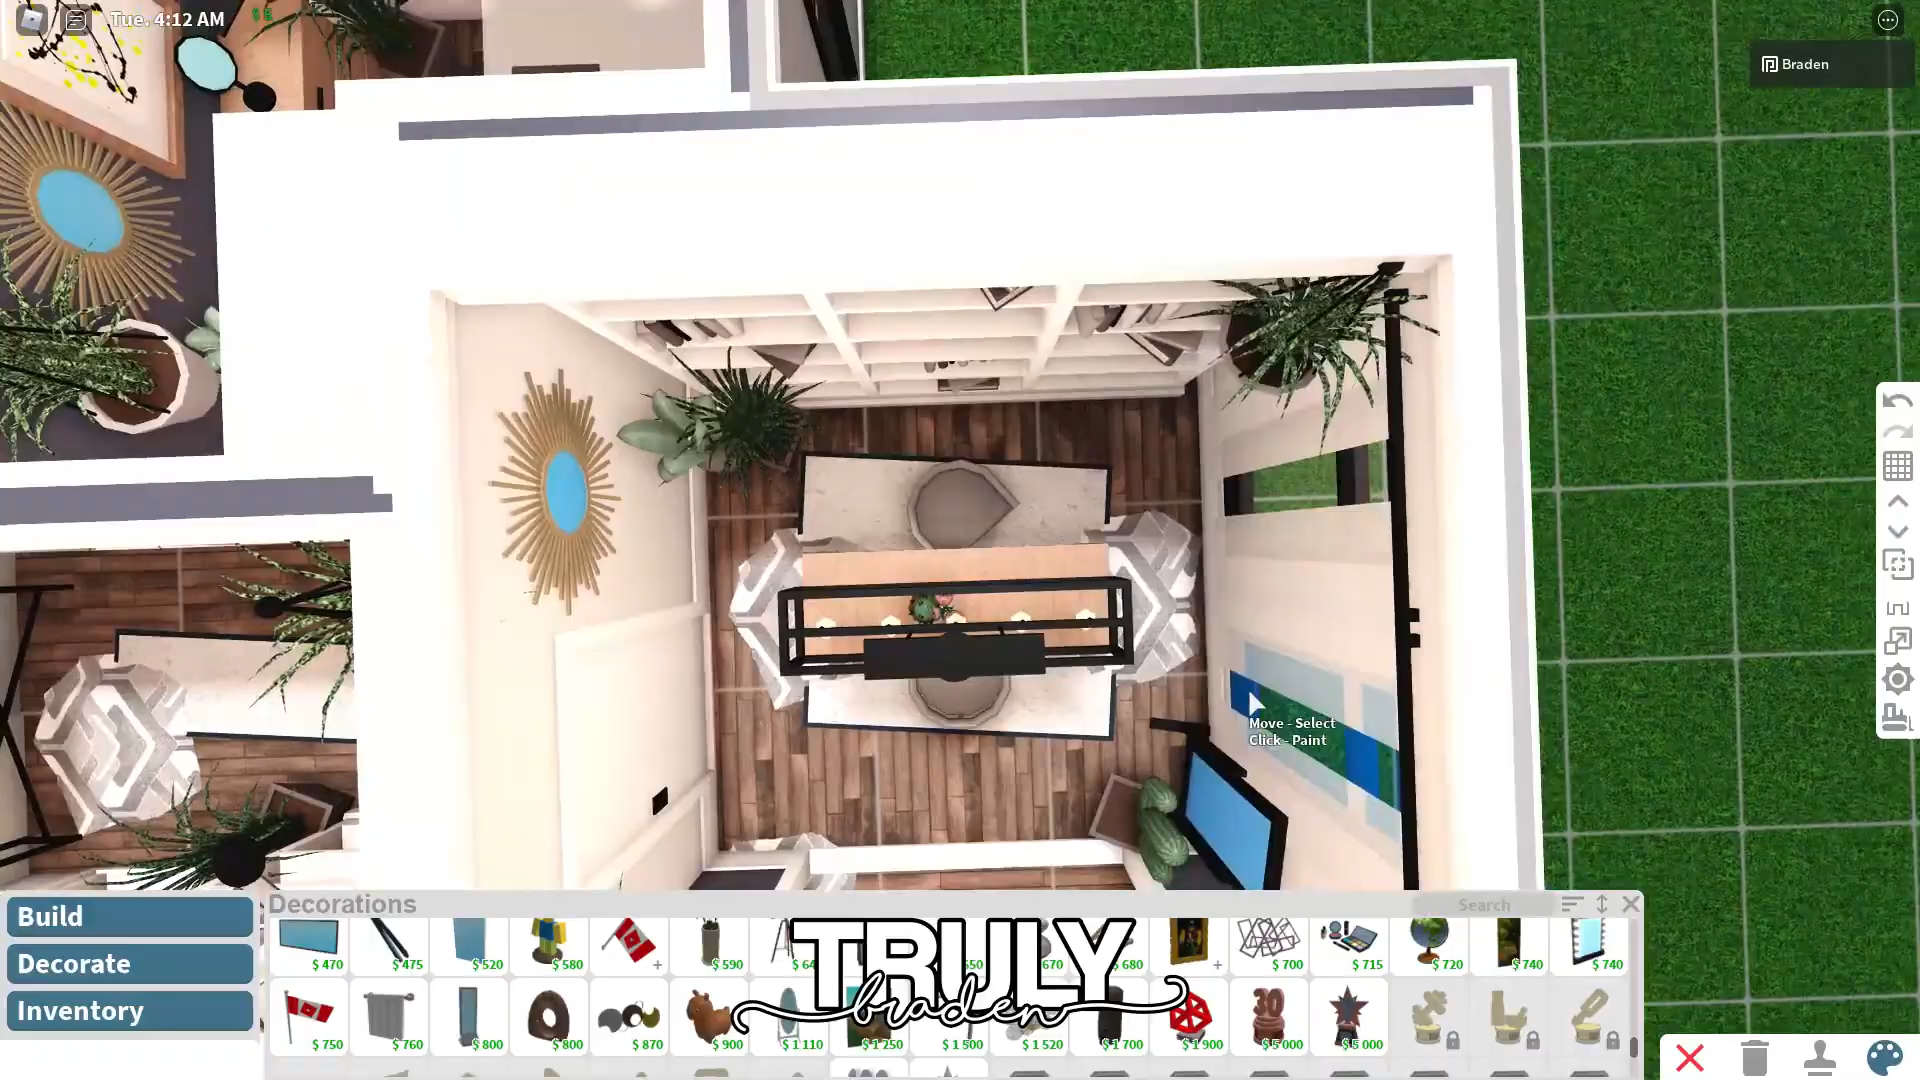 Tue. 4:12 AM
Braden
Move - Select
Click - Paint
Build
Decorate
Inventory
Decorations
Search
$ 470
$ 475
$ 520
$ 580
+
$ 590
$ 670
$ 680
+
$ 700
$ 715
$ 720
$ 740
$ 740
$ 750
$ 760
$ 800
$ 800
$ 870
$ 900
$ 1 110
$ 1 250
$ 1 500
$ 1 520
$ 1 700
$ 1 900
$ 5 000
$ 5 000
30
TRULY
braden